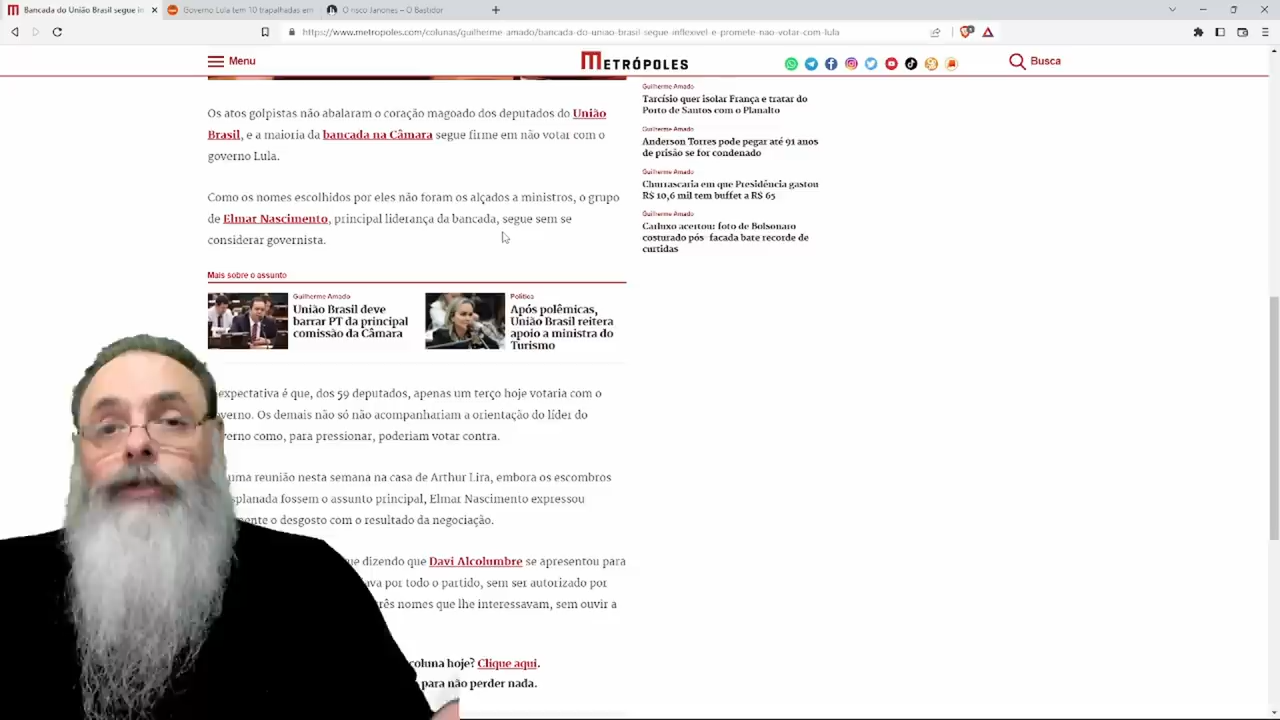 Bancada do União Brasil segue in
Governo Lula tem 10 trapalhadas em
O risco Janones – O Bastidor
https://www.metropoles.com/colunas/guilherme-amado/bancada-do-uniao-brasil-segue-inflexivel-e-promete-nao-votar-com-lula
Menu
METRÓPOLES
Busca
Os atos golpistas não abalaram o coração magoado dos deputados do União
Brasil, e a maioria da bancada na Câmara segue firme em não votar com o
governo Lula.
Como os nomes escolhidos por eles não foram os alçados a ministros, o grupo
de Elmar Nascimento, principal liderança da bancada, segue sem se
considerar governista.
Mais sobre o assunto
Guilherme Amado
União Brasil deve
barrar PT da principal
comissão da Câmara
Política
Após polêmicas,
União Brasil reitera
apoio a ministra do
Turismo
expectativa é que, dos 59 deputados, apenas um terço hoje votaria com o
governo. Os demais não só não acompanhariam a orientação do líder do
governo como, para pressionar, poderiam votar contra.
uma reunião nesta semana na casa de Arthur Lira, embora os escombros
splanada fossem o assunto principal, Elmar Nascimento expressou
mente o desgosto com o resultado da negociação.
ue dizendo que Davi Alcolumbre se apresentou para
ava por todo o partido, sem ser autorizado por
rês nomes que lhe interessavam, sem ouvir a
coluna hoje? Clique aqui.
para não perder nada.
Guilherme Amado
Tarcísio quer isolar França e tratar do
Porto de Santos com o Planalto
Guilherme Amado
Anderson Torres pode pegar até 91 anos
de prisão se for condenado
Guilherme Amado
Churrascaria em que Presidência gastou
R$ 10,6 mil tem buffet a R$ 65
Guilherme Amado
Carluxo acertou: foto de Bolsonaro
costurado pós facada bate recorde de
curtidas